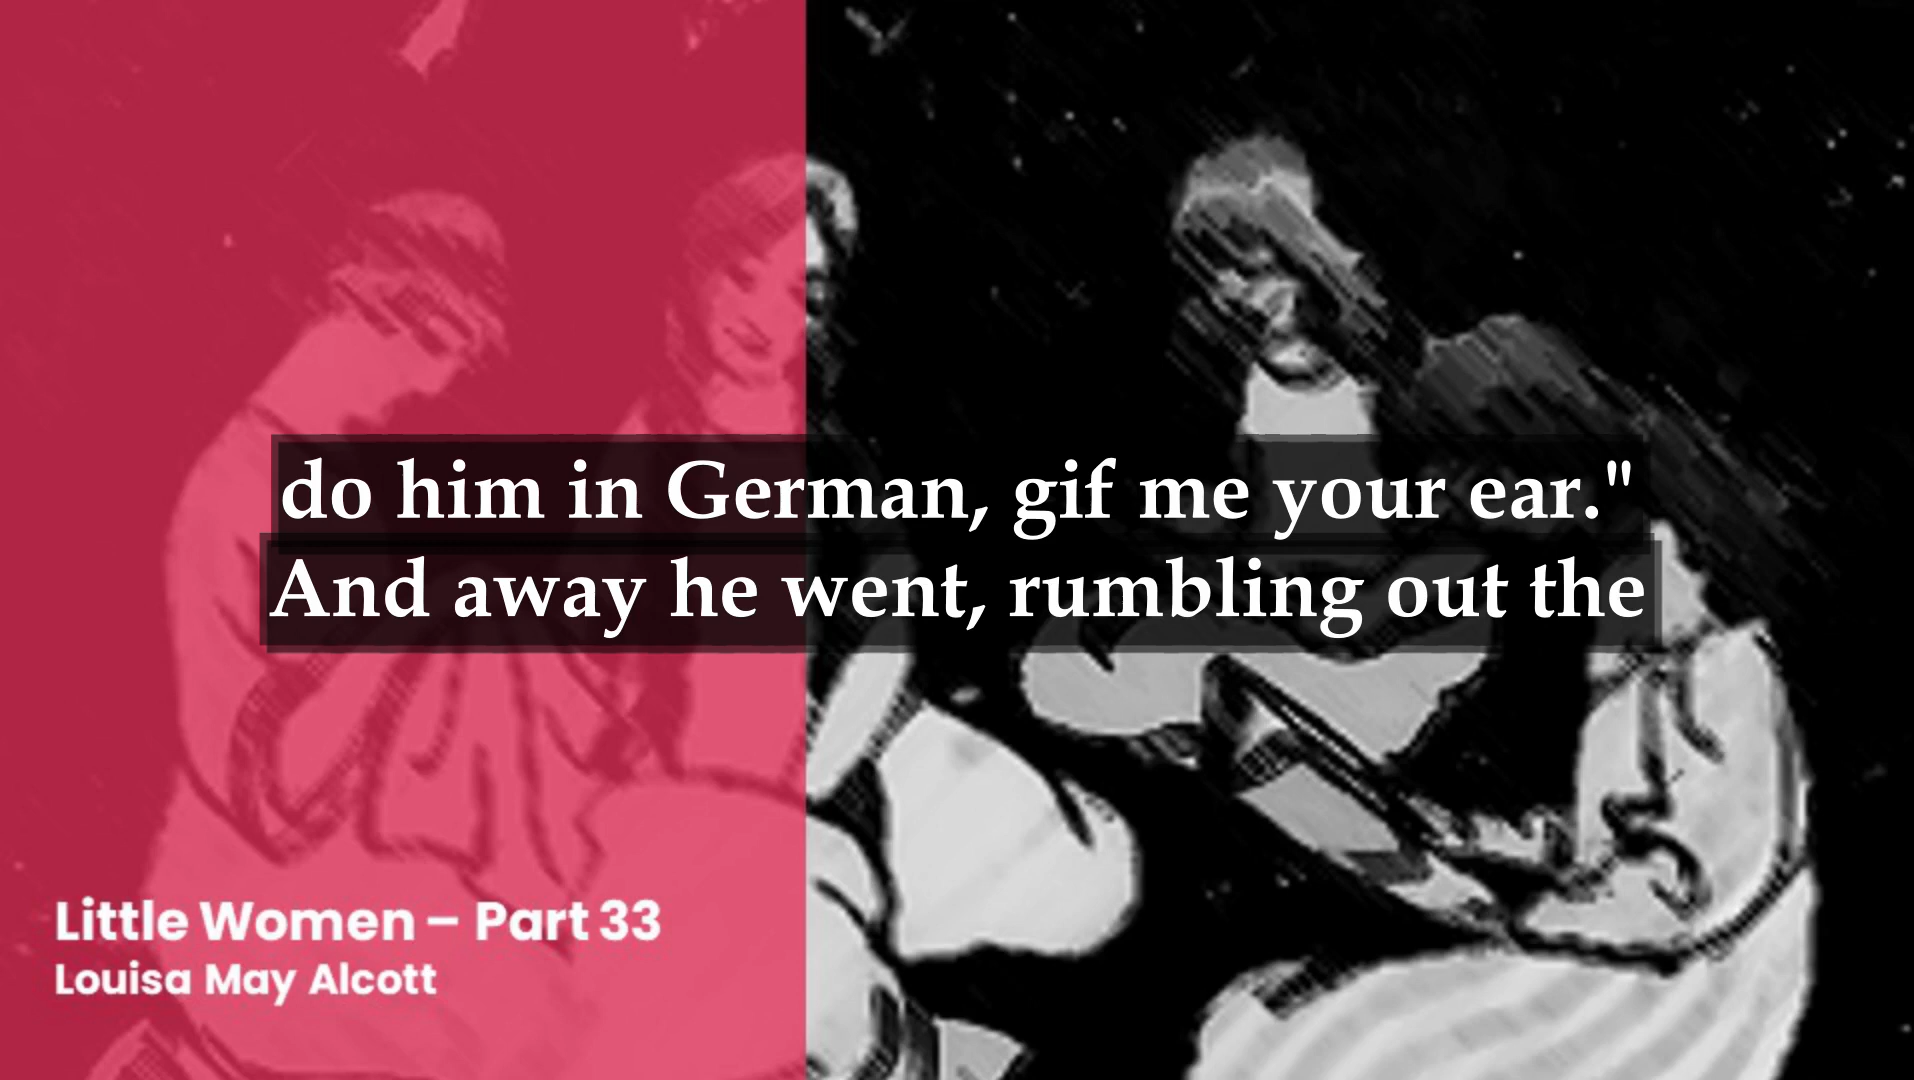 do him in German, gif me your ear."
And away he went, rumbling out the
Little Women – Part 33
Louisa May Alcott